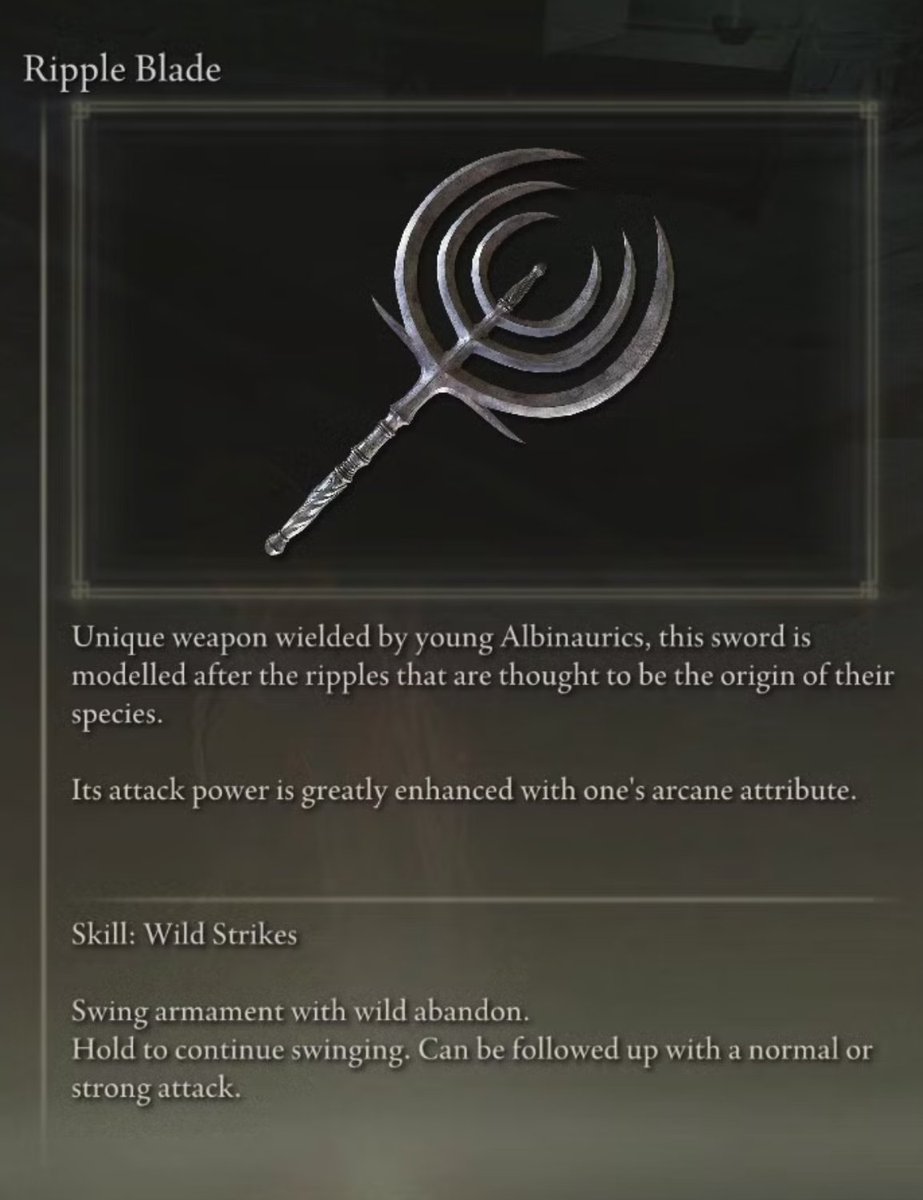 Ripple Blade
Unique weapon wielded by young Albinaurics, this sword is
modelled after the ripples that are thought to be the origin of their
species.
Its attack power is greatly enhanced with one's arcane attribute.
Skill: Wild Strikes
Swing armament with wild abandon.
Hold to continue swinging. Can be followed up with a normal or
strong attack.